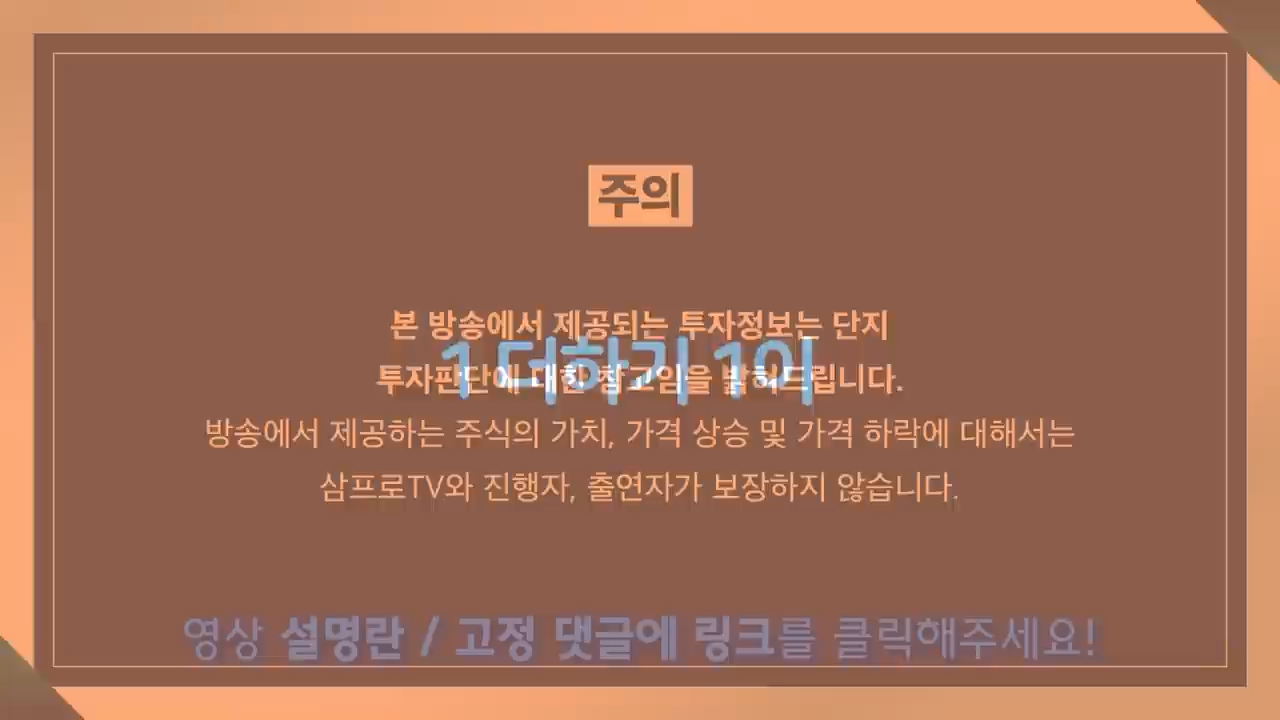 주의
본 방송에서 제공되는 투자정보는 단지
1 더하기 1이
투자판단에 대한 참고임을 밝혀드립니다.
방송에서 제공하는 주식의 가치, 가격 상승 및 가격 하락에 대해서는
삼프로TV와 진행자, 출연자가 보장하지 않습니다.
영상 설명란 / 고정 댓글에 링크를 클릭해주세요!